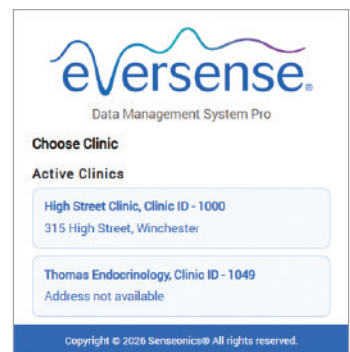 eversense®
Data Management System Pro
Choose Clinic
Active Clinics
High Street Clinic, Clinic ID - 1000
315 High Street, Winchester
Thomas Endocrinology, Clinic ID - 1049
Address not available
Copyright © 2026 Senseonics® All rights reserved.